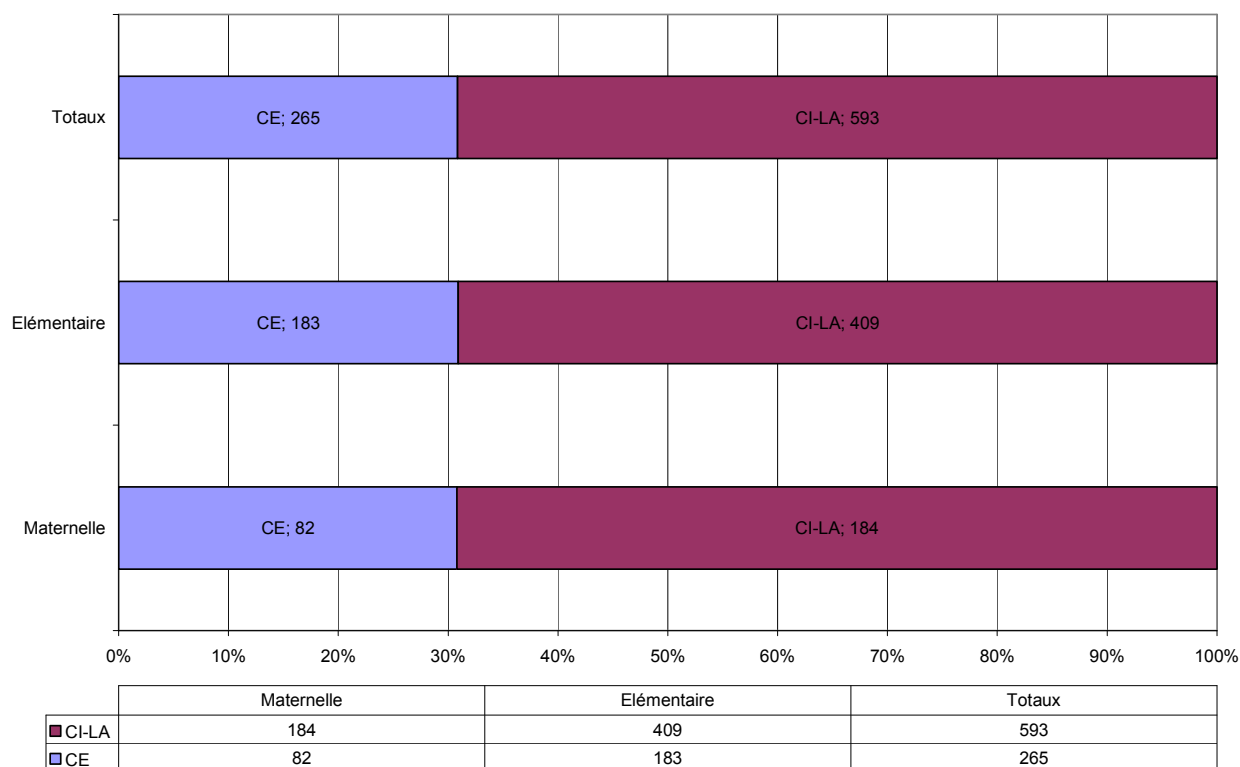 Totaux
CE; 265
CI-LA; 593
Elémentaire
CE; 183
CI-LA; 409
Maternelle
CE; 82
CI-LA; 184
0% 10% 20% 30% 40% 50% 60% 70% 80% 90% 100%
Maternelle Elémentaire Totaux
CI-LA 184 409 593
CE 82 183 265